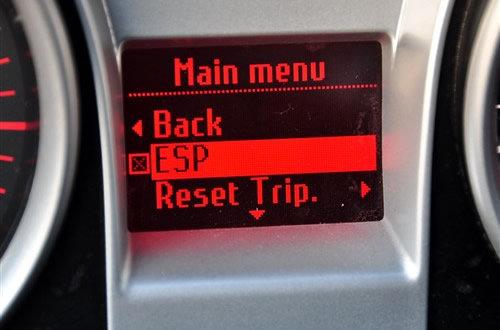 Main menu
Back
ESP
Reset Trip.